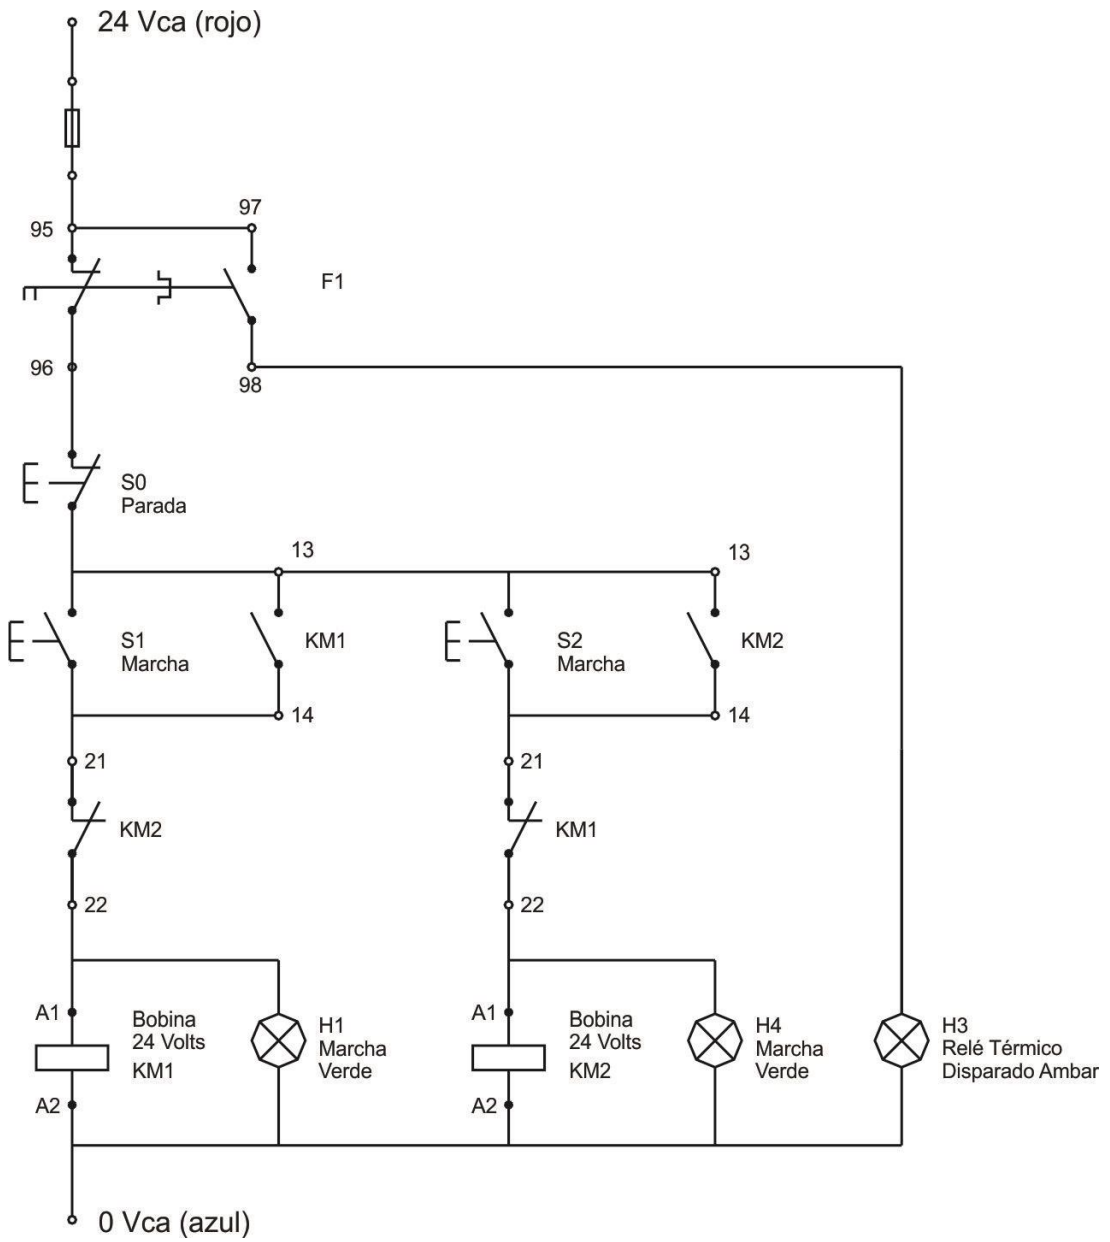 24 Vca (rojo)
97
95
F1
96
98
S0
Parada
13
13
S1
Marcha
KM1
S2
Marcha
KM2
14
14
21
21
KM2
KM1
22
22
A1
Bobina
24 Volts
KM1
A2
H1
Marcha
Verde
A1
Bobina
24 Volts
KM2
A2
H4
Marcha
Verde
H3
Relé Térmico
Disparado Ambar
0 Vca (azul)